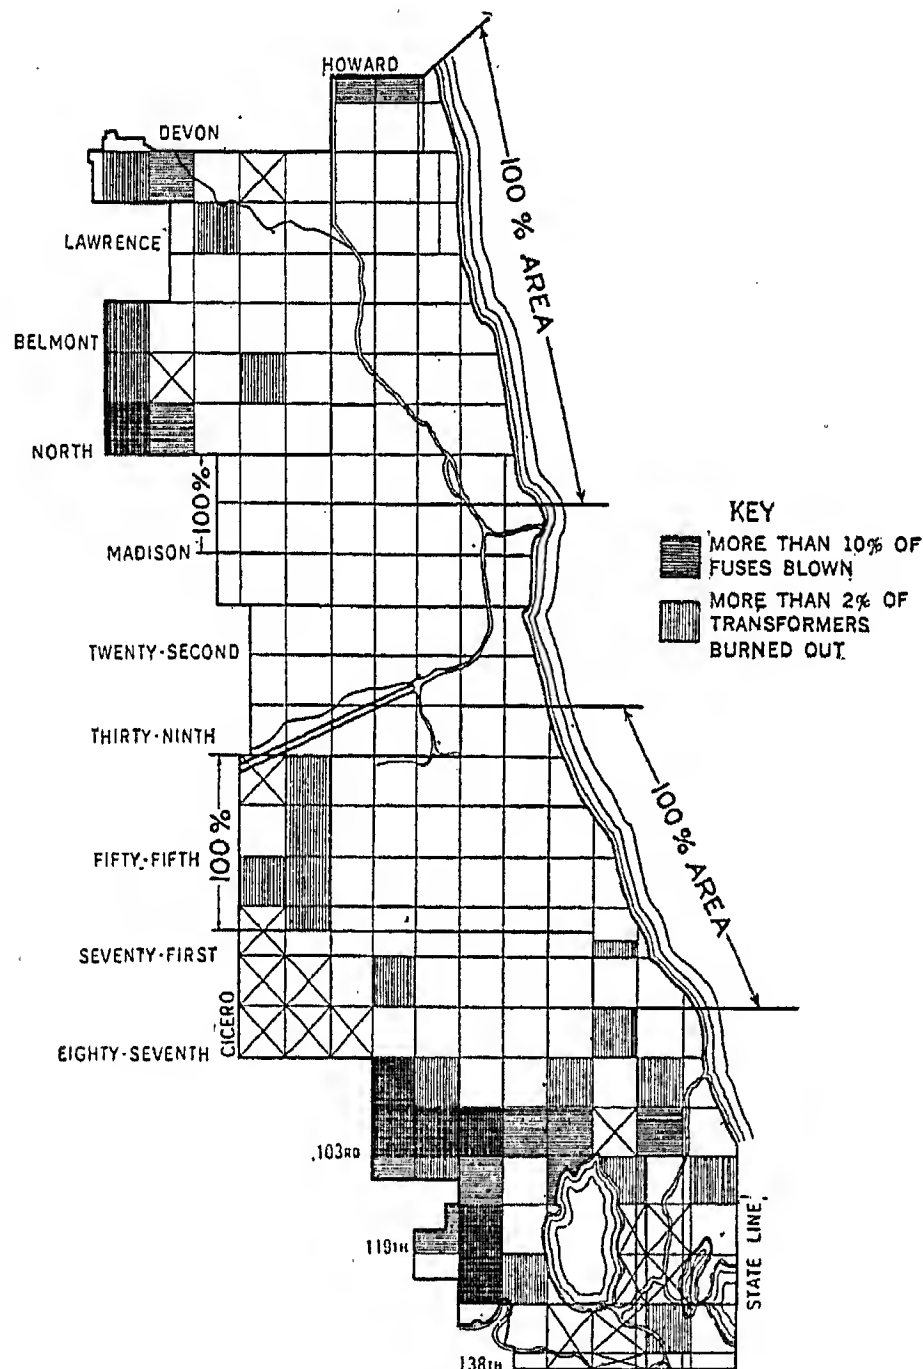 HOWARD
DEVON
100% AREA
LAWRENCE
BELMONT
NORTH
100%
KEY
MORE THAN 10% OF
FUSES BLOWN
MADISON
MORE THAN 2% OF
TRANSFORMERS
BURNED OUT.
TWENTY-SECOND
THIRTY-NINTH
100% AREA
100%
FIFTY-FIFTH
SEVENTY-FIRST
CICERO
EIGHTY-SEVENTH
103RD
119TH
STATE LINE
138TH